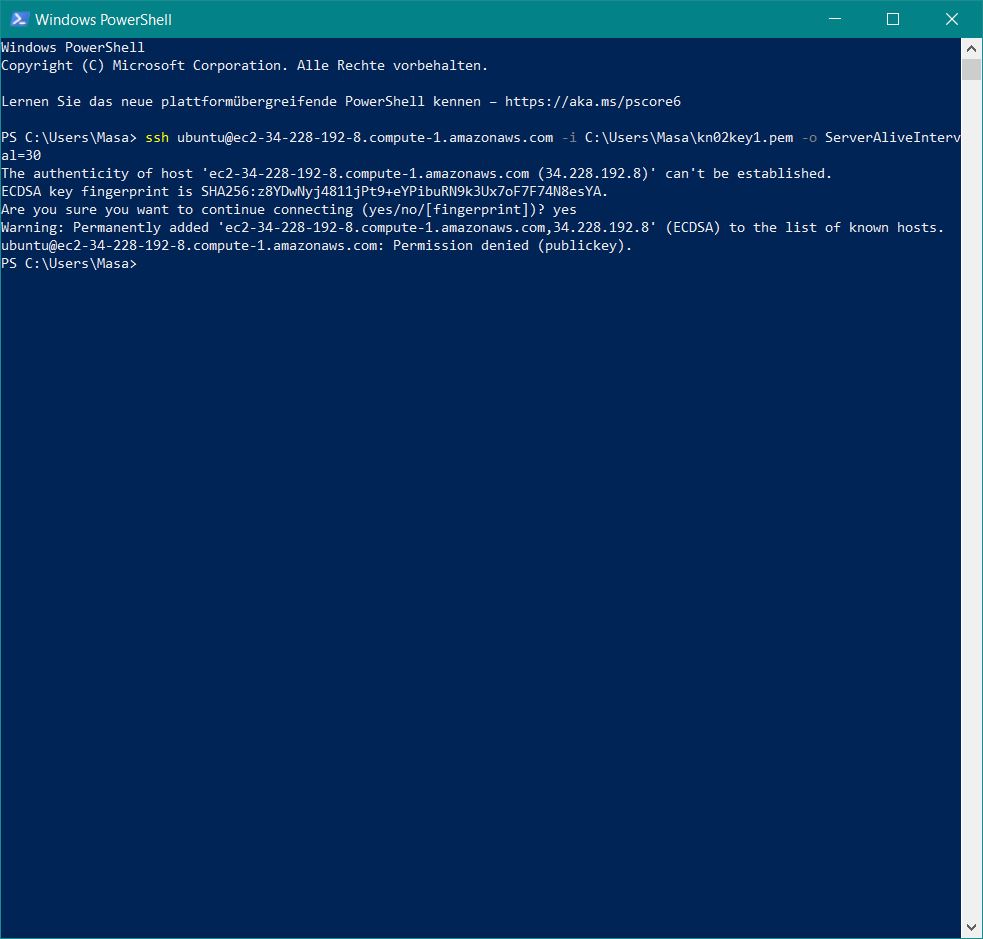 Windows PowerShell
Windows PowerShell
Copyright (C) Microsoft Corporation. Alle Rechte vorbehalten.
Lernen Sie das neue plattformübergreifende PowerShell kennen – https://aka.ms/pscore6
PS C:\Users\Masa> ssh ubuntu@ec2-34-228-192-8.compute-1.amazonaws.com -i C:\Users\Masa\kn02key1.pem -o ServerAliveInterv
al=30
The authenticity of host 'ec2-34-228-192-8.compute-1.amazonaws.com (34.228.192.8)' can't be established.
ECDSA key fingerprint is SHA256:z8YDwNyj4811jPt9+eYPibuRN9k3Ux7oF7F74N8esYA.
Are you sure you want to continue connecting (yes/no/[fingerprint])? yes
Warning: Permanently added 'ec2-34-228-192-8.compute-1.amazonaws.com,34.228.192.8' (ECDSA) to the list of known hosts.
ubuntu@ec2-34-228-192-8.compute-1.amazonaws.com: Permission denied (publickey).
PS C:\Users\Masa>